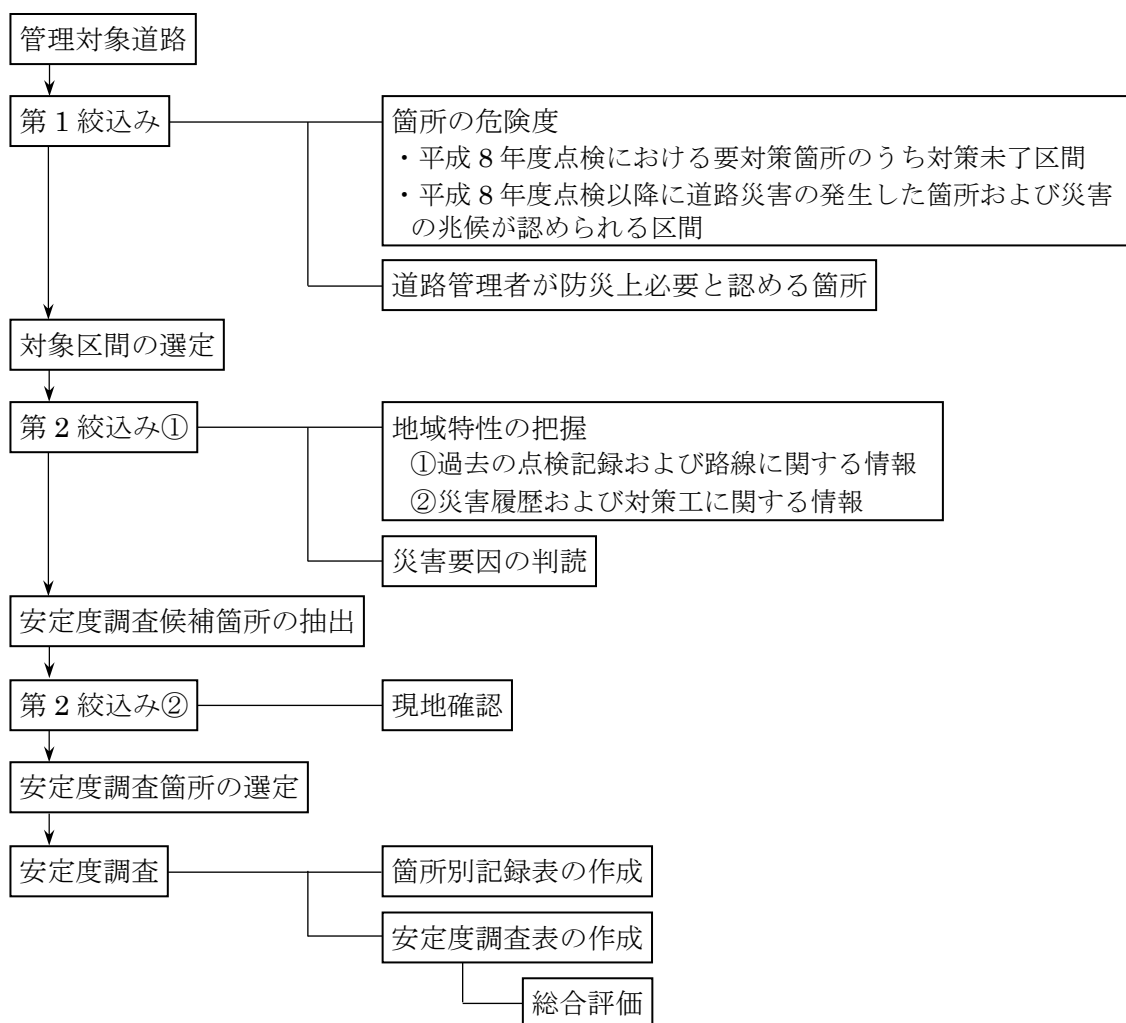 管理対象道路
第1絞込み
箇所の危険度
・平成8年度点検における要対策箇所のうち対策未了区間
・平成8年度点検以降に道路災害の発生した箇所および災害
の兆候が認められる区間
道路管理者が防災上必要と認める箇所
対象区間の選定
第2絞込み①
地域特性の把握
①過去の点検記録および路線に関する情報
②災害履歴および対策工に関する情報
災害要因の判読
安定度調査候補箇所の抽出
第2絞込み②
現地確認
安定度調査箇所の選定
安定度調査
箇所別記録表の作成
安定度調査表の作成
総合評価